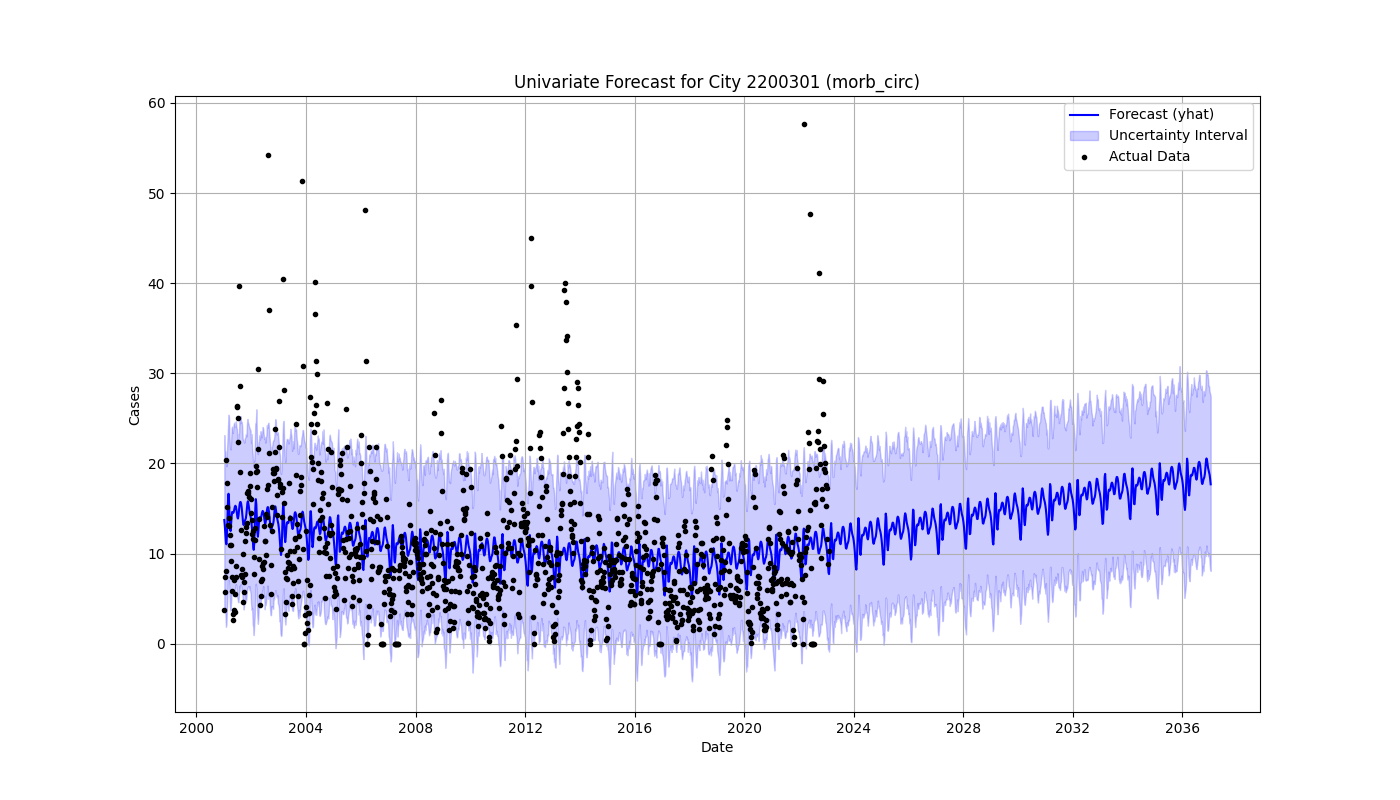 Univariate Forecast for City 2200301 (morb_circ)
Forecast (yhat)
Uncertainty Interval
Actual Data
Cases
60
50
40
30
20
10
0
2000 2004 2008 2012 2016 2020 2024 2028 2032 2036
Date